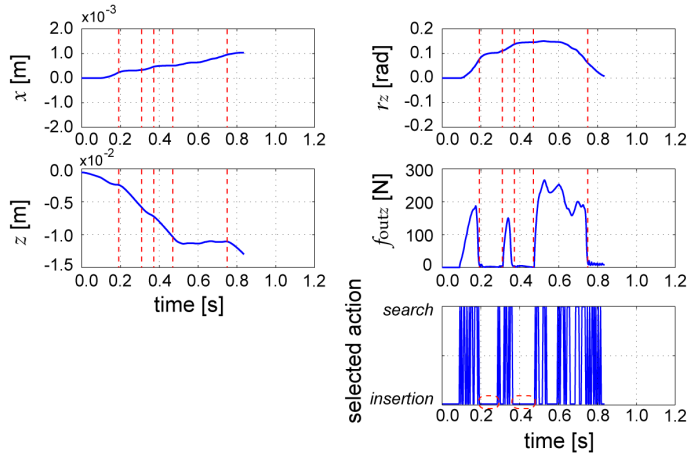 x10⁻³
2.0
1.0
0.0
-1.0
-2.0
x [m]
0.0 0.2 0.4 0.6 0.8 1.0 1.2
0.2
0.1
0.0
-0.1
-0.2
rz [rad]
0.0 0.2 0.4 0.6 0.8 1.0 1.2
x10⁻²
0.0
-0.5
-1.0
-1.5
z [m]
0.0 0.2 0.4 0.6 0.8 1.0 1.2
time [s]
300
200
100
0
foutz [N]
0.0 0.2 0.4 0.6 0.8 1.0 1.2
search
insertion
selected action
0.0 0.2 0.4 0.6 0.8 1.0 1.2
time [s]